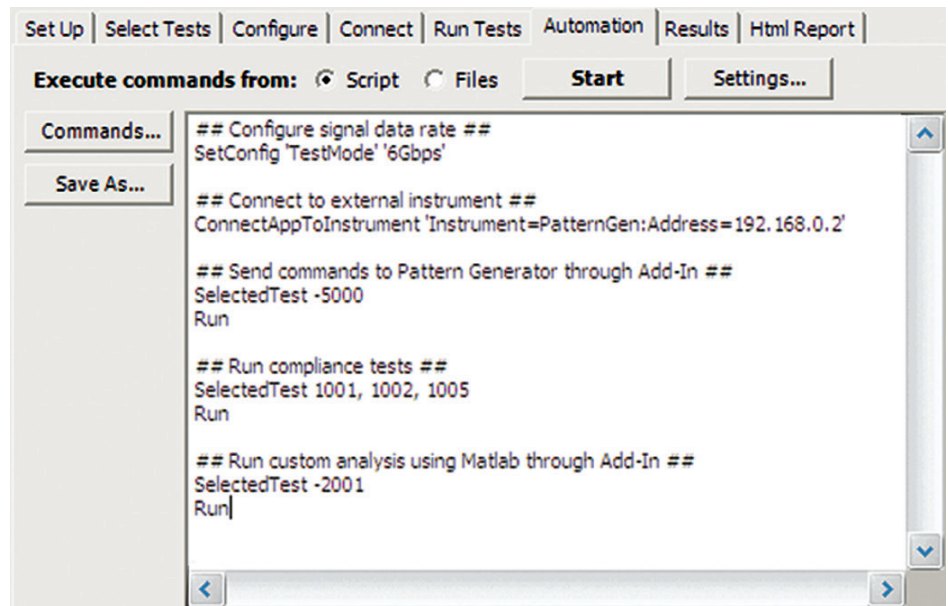 Set Up Select Tests Configure Connect Run Tests Automation Results Html Report
Execute commands from: Script Files Start Settings...
Commands...
Save As...
## Configure signal data rate ##
SetConfig 'TestMode' '6Gbps'
## Connect to external instrument ##
ConnectAppToInstrument 'Instrument=PatternGen:Address=192.168.0.2'
## Send commands to Pattern Generator through Add-In ##
SelectedTest -5000
Run
## Run compliance tests ##
SelectedTest 1001, 1002, 1005
Run
## Run custom analysis using Matlab through Add-In ##
SelectedTest -2001
Run